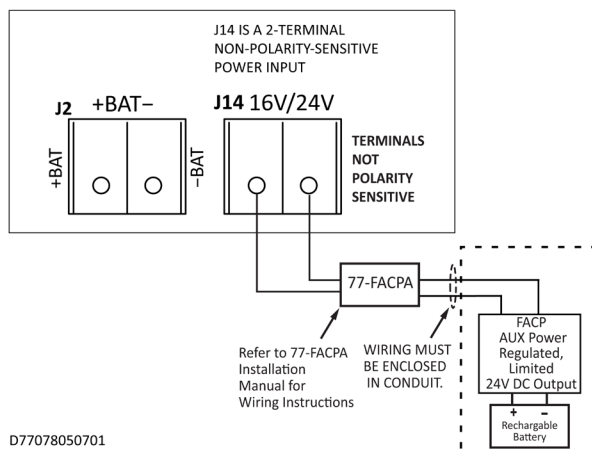 J14 IS A 2-TERMINAL
NON-POLARITY-SENSITIVE
POWER INPUT
J2 +BAT−
J14 16V/24V
+BAT
−BAT
TERMINALS
NOT
POLARITY
SENSITIVE
77-FACPA
Refer to 77-FACPA
Installation
Manual for
Wiring Instructions
WIRING MUST
BE ENCLOSED
IN CONDUIT.
FACP
AUX Power
Regulated,
Limited
24V DC Output
+ −
Rechargable
Battery
D77078050701